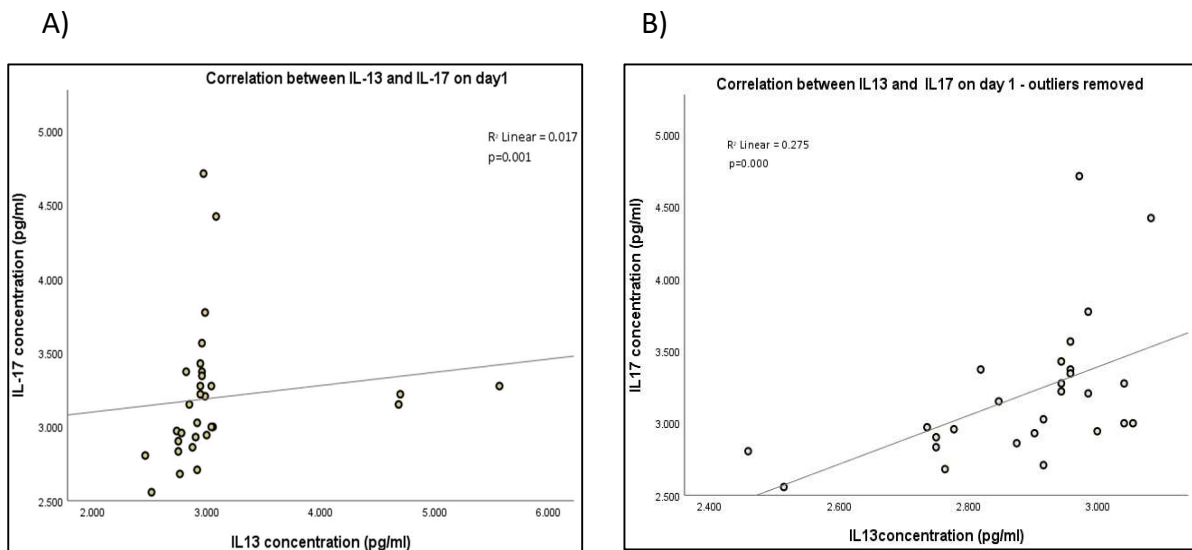 A)
Correlation between IL-13 and IL-17 on day1
R² Linear = 0.017
p=0.001
IL-17 concentration (pg/ml)
5.000
4.500
4.000
3.500
3.000
2.500
2.000
3.000
4.000
5.000
6.000
IL13 concentration (pg/ml)
B)
Correlation between IL13 and IL17 on day 1 - outliers removed
R² Linear = 0.275
p=0.000
IL17 concentration (pg/ml)
5.000
4.500
4.000
3.500
3.000
2.500
2.400
2.600
2.800
3.000
IL13concentration (pg/ml)